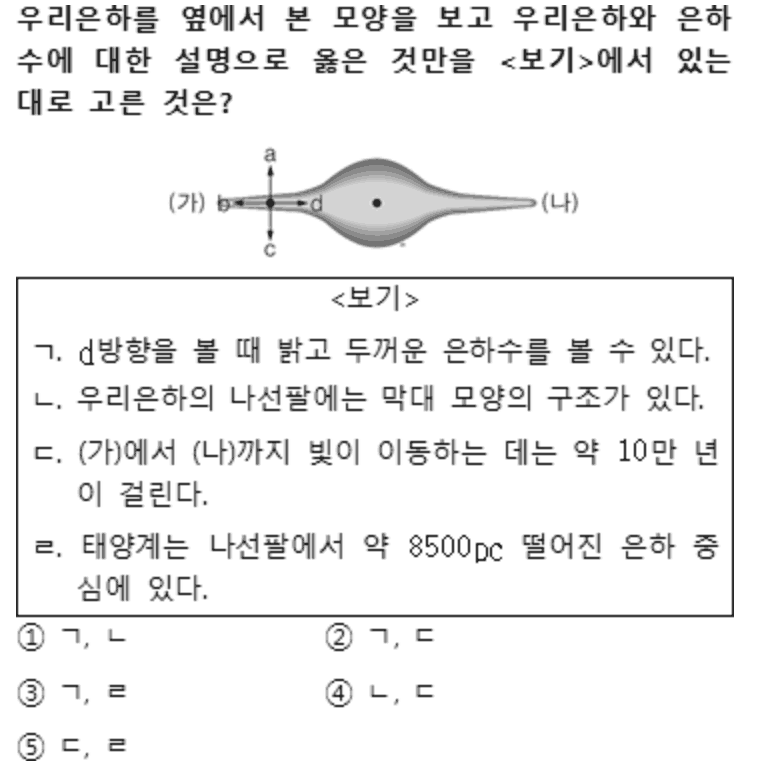 우리은하를 옆에서 본 모양을 보고 우리은하와 은하
수에 대한 설명으로 옳은 것만을 <보기>에서 있는
대로 고른 것은?
a
(가) b d (나)
c
<보기>
ㄱ. d방향을 볼 때 밝고 두꺼운 은하수를 볼 수 있다.
ㄴ. 우리은하의 나선팔에는 막대 모양의 구조가 있다.
ㄷ. (가)에서 (나)까지 빛이 이동하는 데는 약 10만 년
이 걸린다.
ㄹ. 태양계는 나선팔에서 약 8500pc 떨어진 은하 중
심에 있다.
① ㄱ, ㄴ ② ㄱ, ㄷ
③ ㄱ, ㄹ ④ ㄴ, ㄷ
⑤ ㄷ, ㄹ